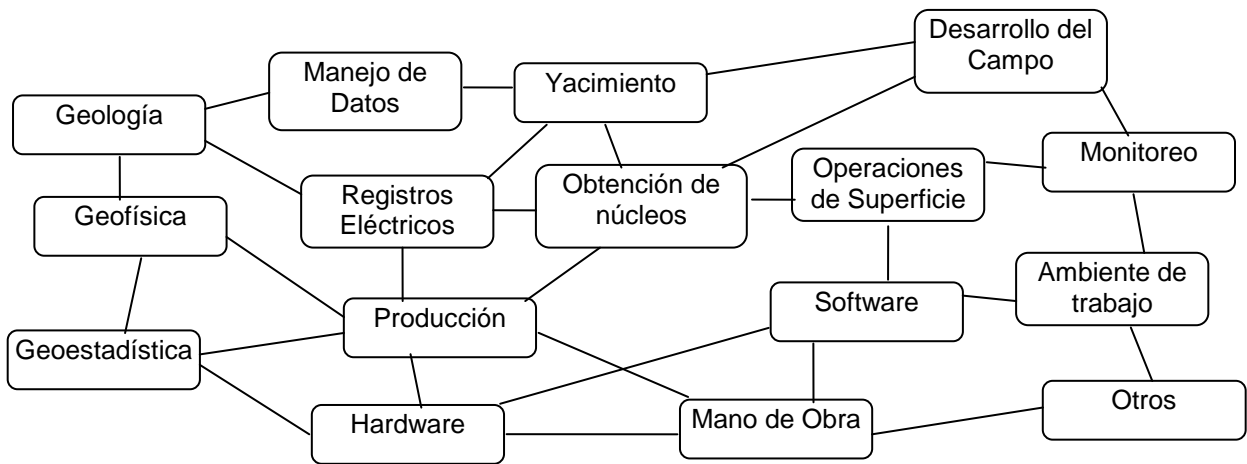 Desarrollo del
Campo
Manejo de
Datos
Yacimiento
Geología
Monitoreo
Operaciones
de Superficie
Obtención de
núcleos
Registros
Eléctricos
Geofísica
Ambiente de
trabajo
Software
Producción
Geoestadística
Otros
Hardware
Mano de Obra